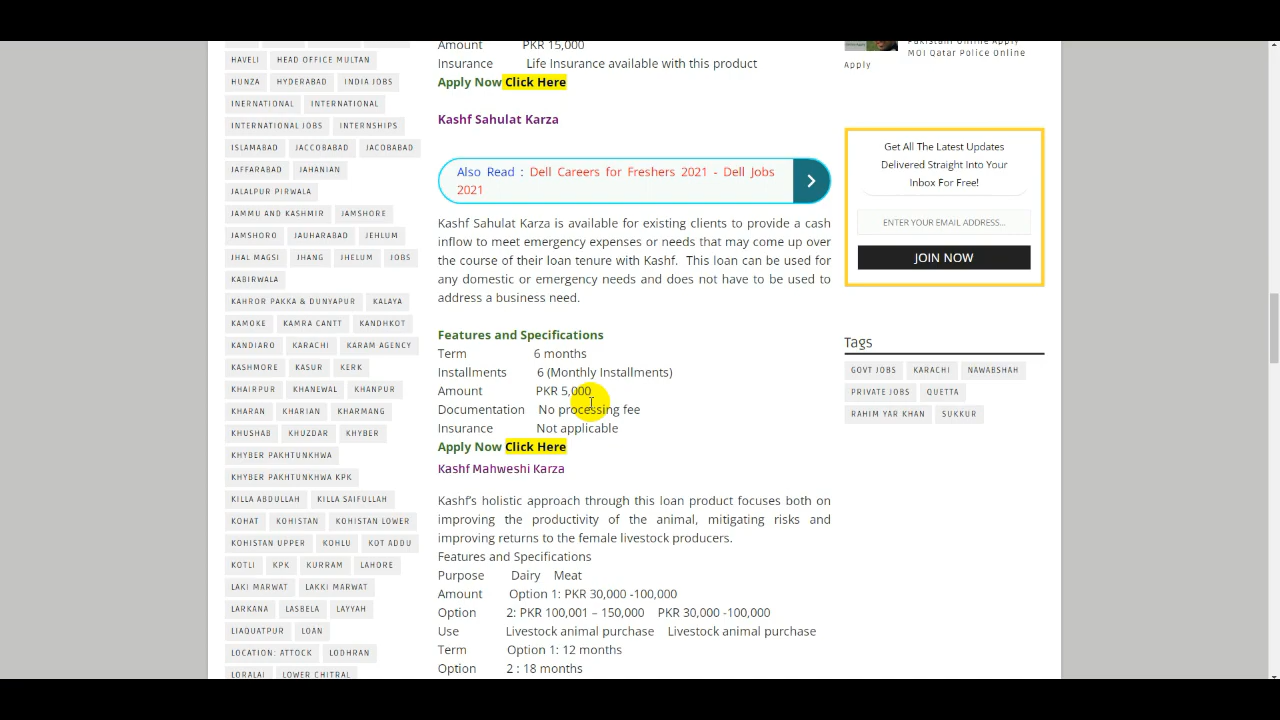 HAVELI HEAD OFFICE MULTAN
HUNZA HYDERABAD INDIA JOBS
INERNATIONAL INTERNATIONAL
INTERNATIONAL JOBS INTERNSHIPS
ISLAMABAD JACCOBABAD JACOBABAD
JAFFARABAD JAHANIAN
JALALPUR PIRWALA
JAMMU AND KASHMIR JAMSHORE
JAMSHORO JAUHARABAD JEHLUM
JHAL MAGSI JHANG JHELUM JOBS
KABIRWALA
KAHROR PAKKA & DUNYAPUR KALAYA
KAMOKE KAMRA CANTT KANDHKOT
KANDIARO KARACHI KARAM AGENCY
KASHMORE KASUR KERK
KHAIRPUR KHANEWAL KHANPUR
KHARAN KHARIAN KHARMANG
KHUSHAB KHUZDAR KHYBER
KHYBER PAKHTUNKHWA
KHYBER PAKHTUNKHWA KPK
KILLA ABDULLAH KILLA SAIFULLAH
KOHAT KOHISTAN KOHISTAN LOWER
KOHISTAN UPPER KOHLU KOT ADDU
KOTLI KPK KURRAM LAHORE
LAKI MARWAT LAKKI MARWAT
LARKANA LASBELA LAYYAH
LIAQUATPUR LOAN
LOCATION: ATTOCK LODHRAN
LORALAI LOWER CHITRAL
Amount PKR 15,000
Insurance Life Insurance available with this product
Apply Now Click Here
Kashf Sahulat Karza
Also Read : Dell Careers for Freshers 2021 - Dell Jobs
2021
Kashf Sahulat Karza is available for existing clients to provide a cash
inflow to meet emergency expenses or needs that may come up over
the course of their loan tenure with Kashf. This loan can be used for
any domestic or emergency needs and does not have to be used to
address a business need.
Features and Specifications
Term 6 months
Installments 6 (Monthly Installments)
Amount PKR 5,000
Documentation No processing fee
Insurance Not applicable
Apply Now Click Here
Kashf Mahweshi Karza
Kashf's holistic approach through this loan product focuses both on
improving the productivity of the animal, mitigating risks and
improving returns to the female livestock producers.
Features and Specifications
Purpose Dairy Meat
Amount Option 1: PKR 30,000 -100,000
Option 2: PKR 100,001 – 150,000 PKR 30,000 -100,000
Use Livestock animal purchase Livestock animal purchase
Term Option 1: 12 months
Option 2 : 18 months
Pakistani Online Apply
MOI Qatar Police Online
Apply
Get All The Latest Updates
Delivered Straight Into Your
Inbox For Free!
ENTER YOUR EMAIL ADDRESS...
JOIN NOW
Tags
GOVT JOBS KARACHI NAWABSHAH
PRIVATE JOBS QUETTA
RAHIM YAR KHAN SUKKUR